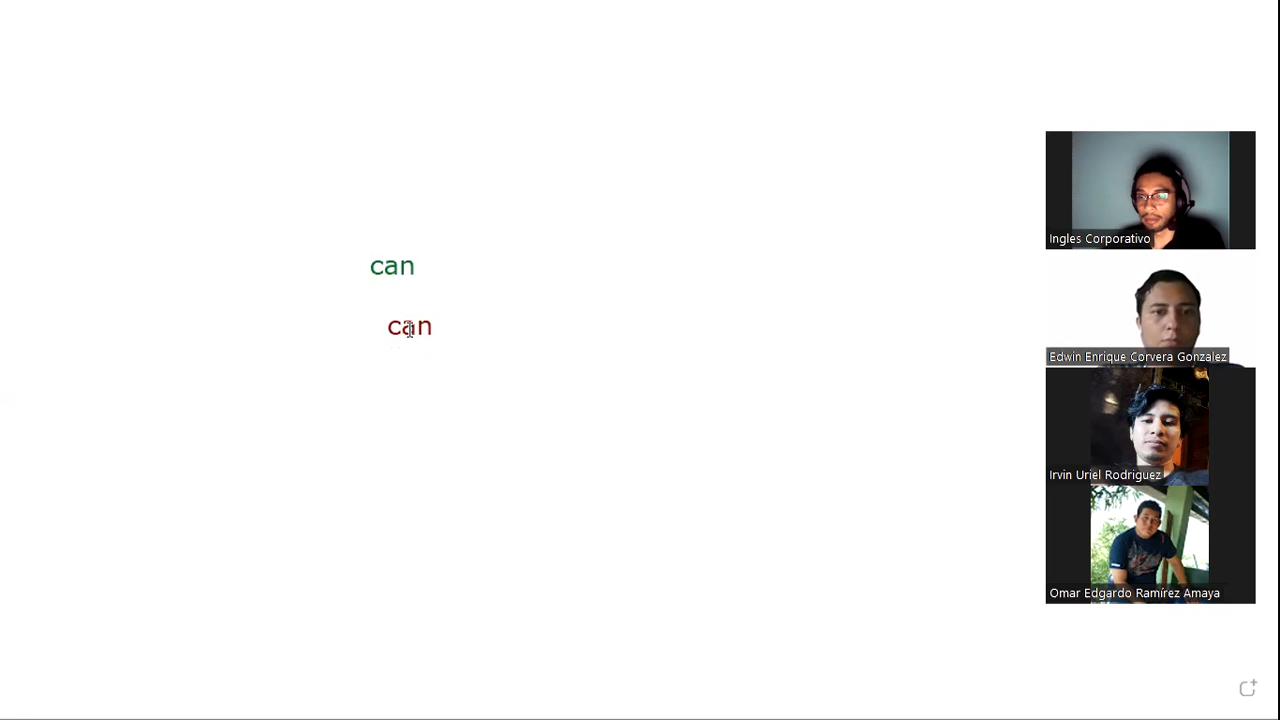 can
can
Ingles Corporativo
Edwin Enrique Corvera Gonzalez
Irvin Uriel Rodriguez
Omar Edgardo Ramírez Amaya